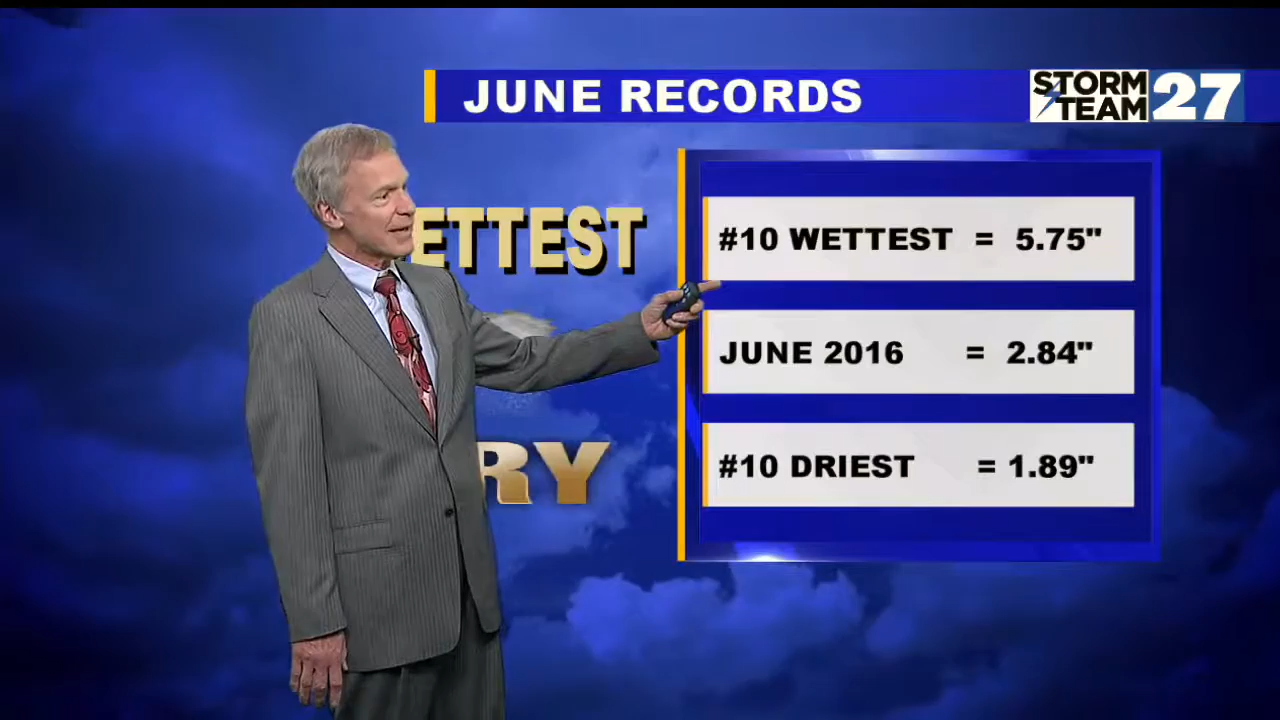 JUNE RECORDS
STORM
TEAM
27
ETTEST
#10 WETTEST = 5.75"
JUNE 2016 = 2.84"
RY
#10 DRIEST = 1.89"